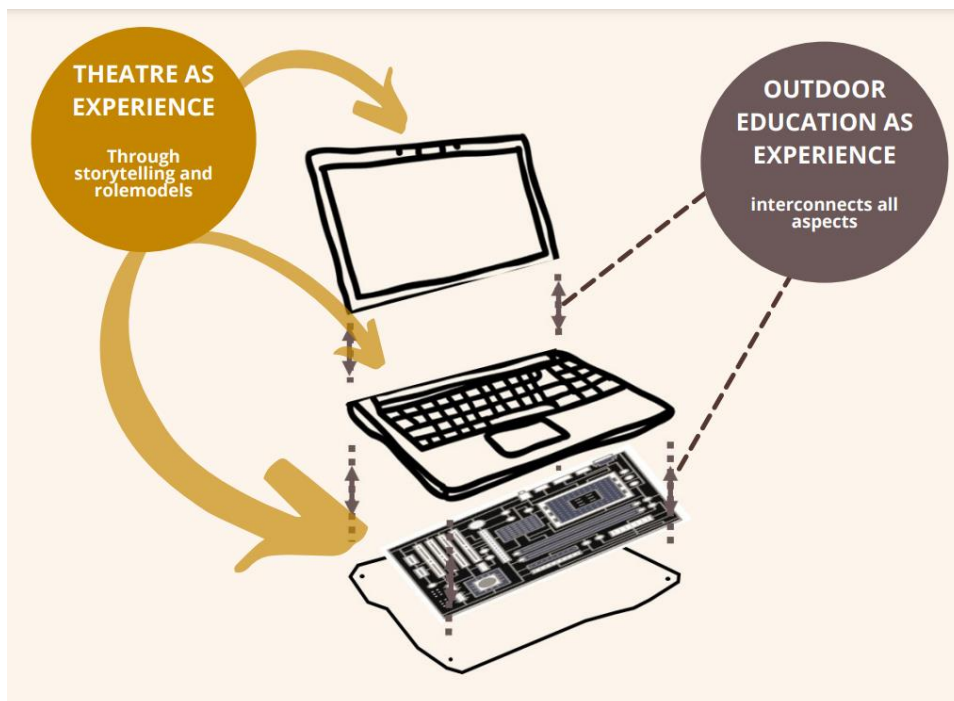 THEATRE AS
EXPERIENCE
Through
storytelling and
rolemodels
OUTDOOR
EDUCATION AS
EXPERIENCE
interconnects all
aspects